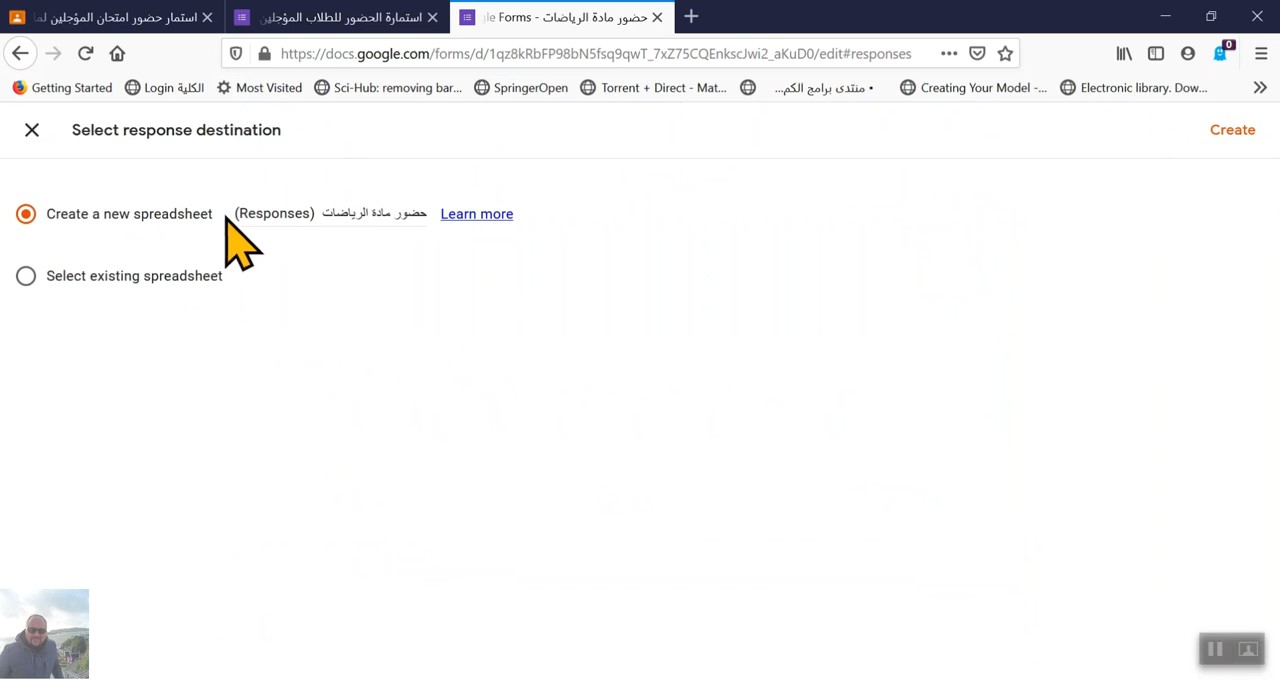 استمار حضور امتحان المؤجلين لما
استمارة الحضور للطلاب المؤجلين
حضور مادة الرياضات - Google Forms
https://docs.google.com/forms/d/1qz8kRbFP98bN5fsq9qwT_7xZ75CQEnkscJwi2_aKuD0/edit#responses
0
Getting Started
Login الكلية
Most Visited
Sci-Hub: removing bar...
SpringerOpen
Torrent + Direct - Mat...
منتدى برامج الكم...
Creating Your Model -...
Electronic library. Dow...
Select response destination
Create
Create a new spreadsheet
حضور مادة الرياضات (Responses)
Learn more
Select existing spreadsheet